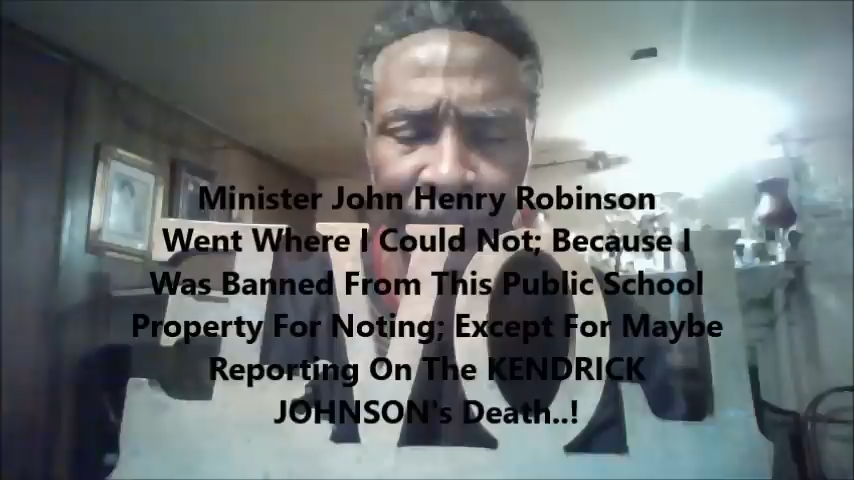 Minister John Henry Robinson
Went Where I Could Not; Because I
Was Banned From This Public School
Property For Noting; Except For Maybe
Reporting On The KENDRICK
JOHNSON's Death..!